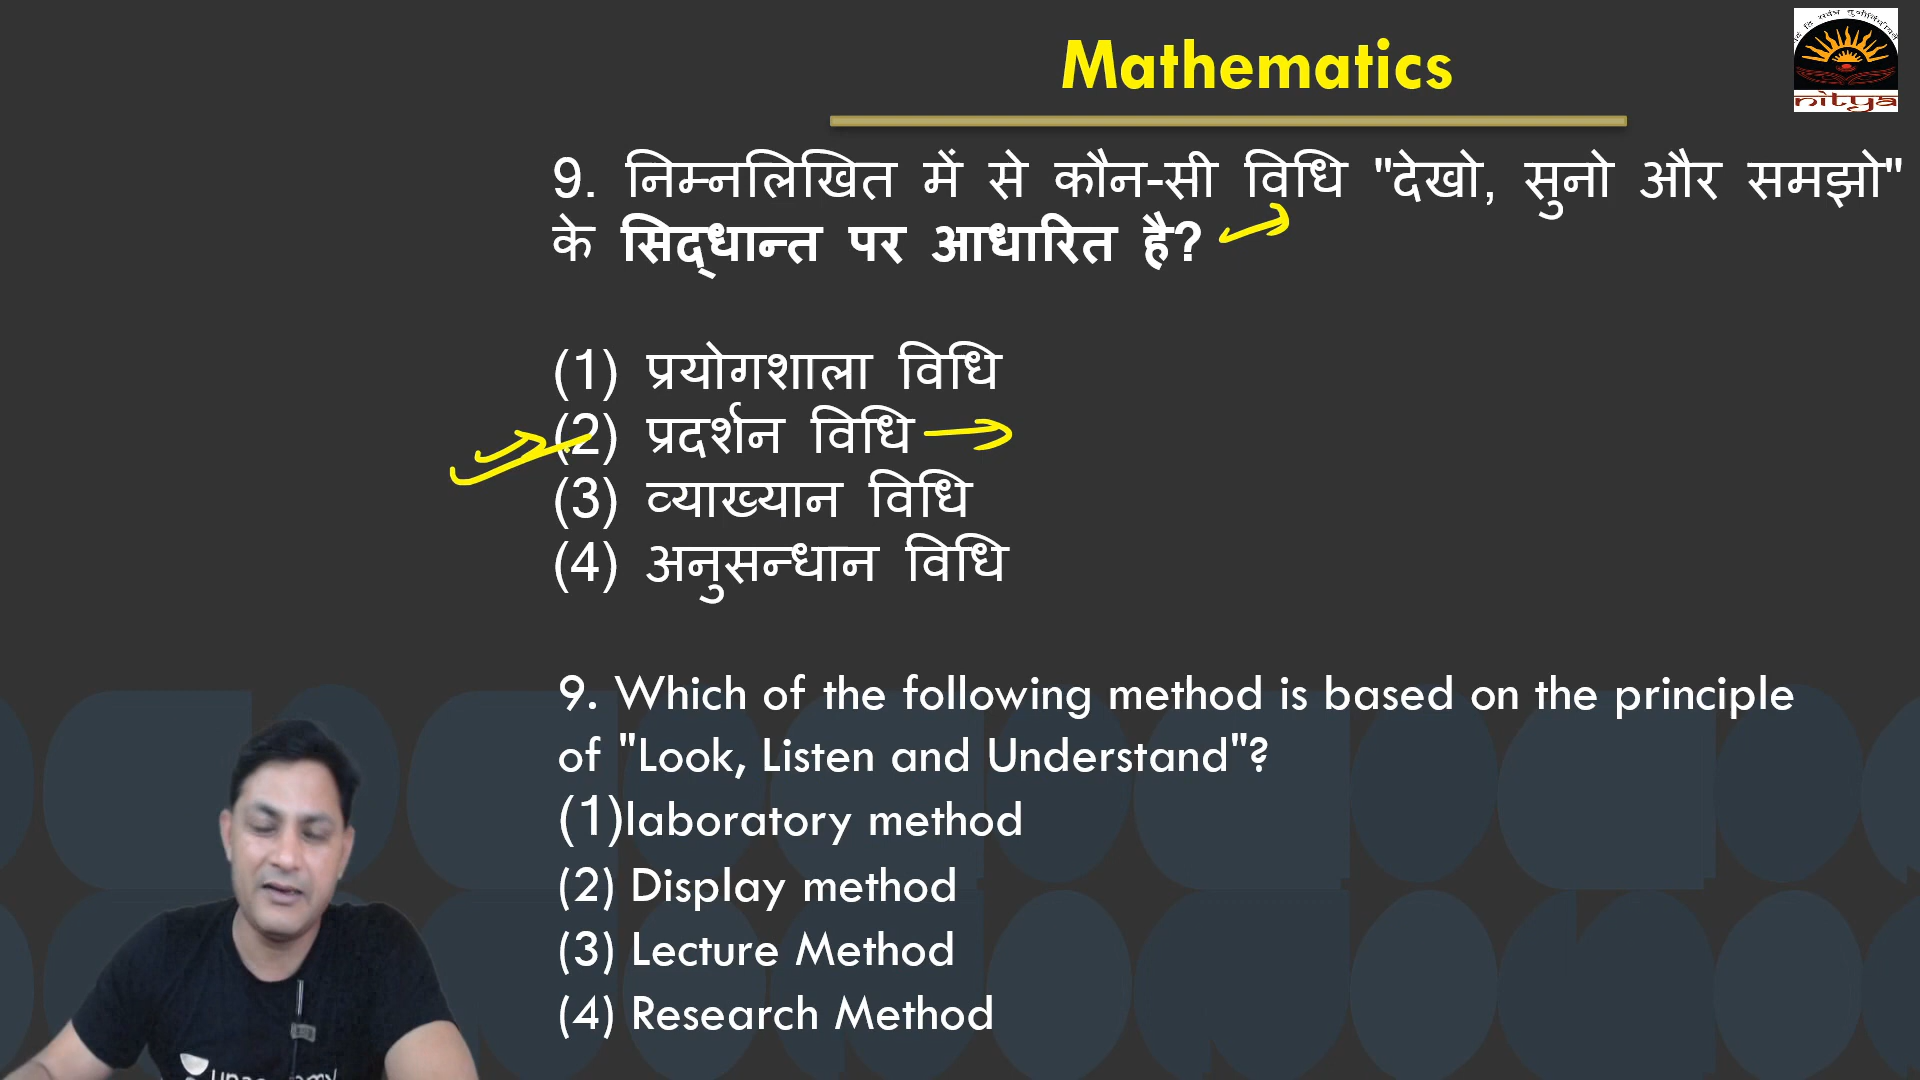 Mathematics
nitya
9. निम्नलिखित में से कौन-सी विधि "देखो, सुनो और समझो"
के सिद्धान्त पर आधारित है?
(1) प्रयोगशाला विधि
(2) प्रदर्शन विधि
(3) व्याख्यान विधि
(4) अनुसन्धान विधि
9. Which of the following method is based on the principle
of "Look, Listen and Understand"?
(1)laboratory method
(2) Display method
(3) Lecture Method
(4) Research Method